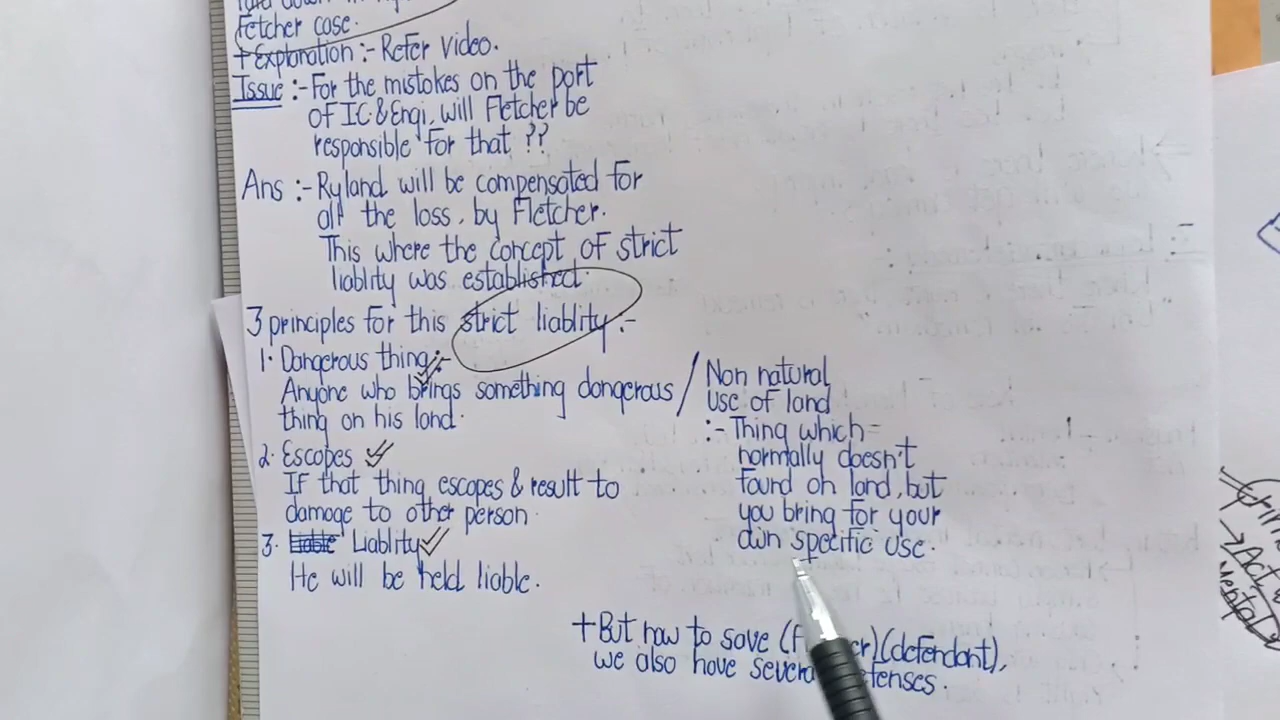 Fetcher case.
+ Explanation :- Refer video.
Issue :- For the mistakes on the part
of IC & Engi, will Fletcher be
responsible for that ??
Ans :- Ryland will be compensated for
all the loss, by Fletcher.
This where the concept of strict
liablity was established.
3 principles for this strict liablity :-
1. Dangerous thing :-
Anyone who brings something dangerous /
thing on his land.
Non natural
Use of land
:- Thing which =
normally doesn't
found on land, but
you bring for your
own specific use.
2. Escapes
If that thing escapes & result to
damage to other person
3. Liablity
He will be held liable.
+ But how to save (defendant),
we also have several